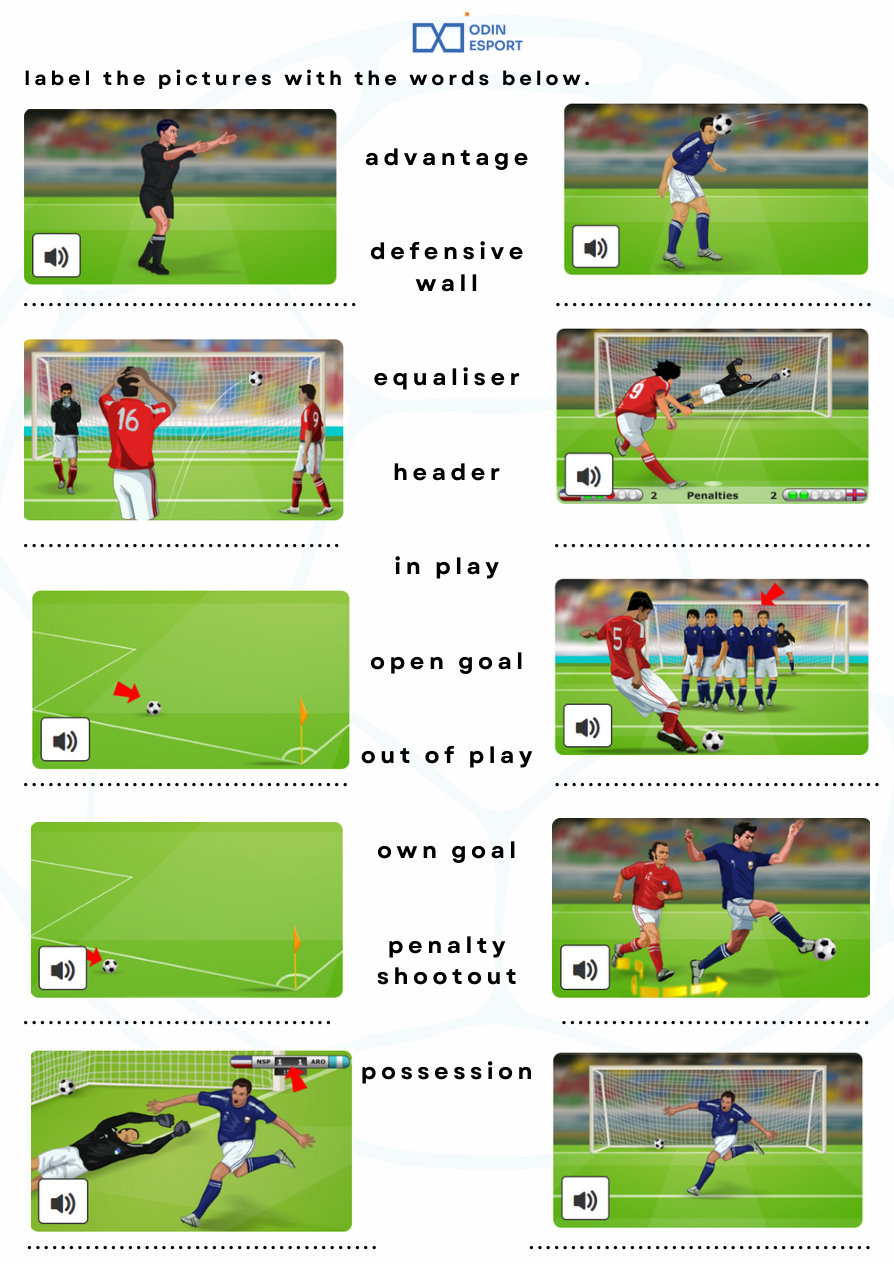 ODIN
ESPORT
label the pictures with the words below.
advantage
defensive
wall
16
9
equaliser
9
2 Penalties 2
header
in play
5
open goal
out of play
own goal
penalty
shootout
NSP 1 1 ARO
possession